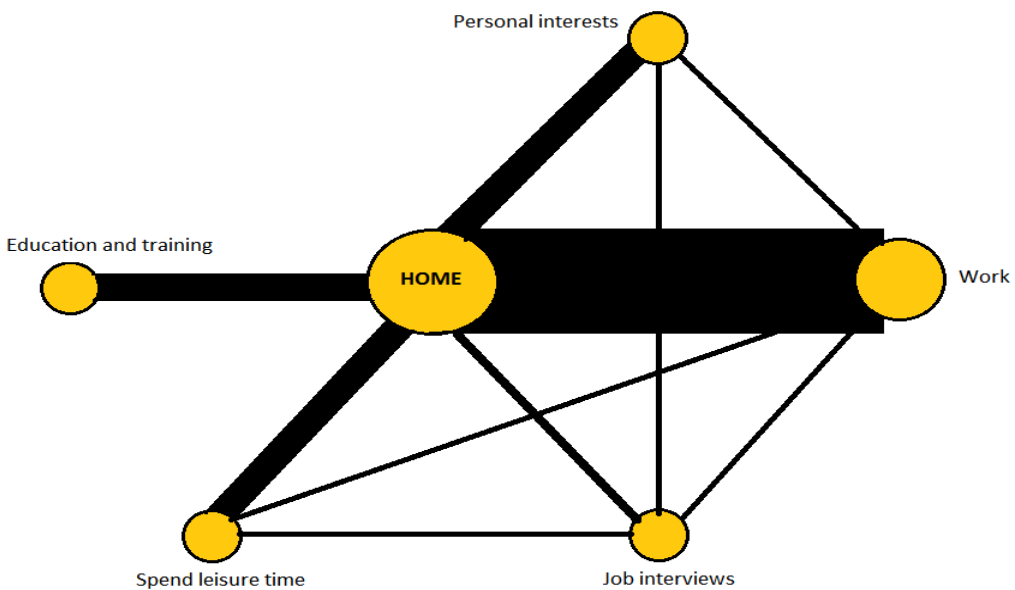 Personal interests
Education and training
HOME
Work
Spend leisure time
Job interviews